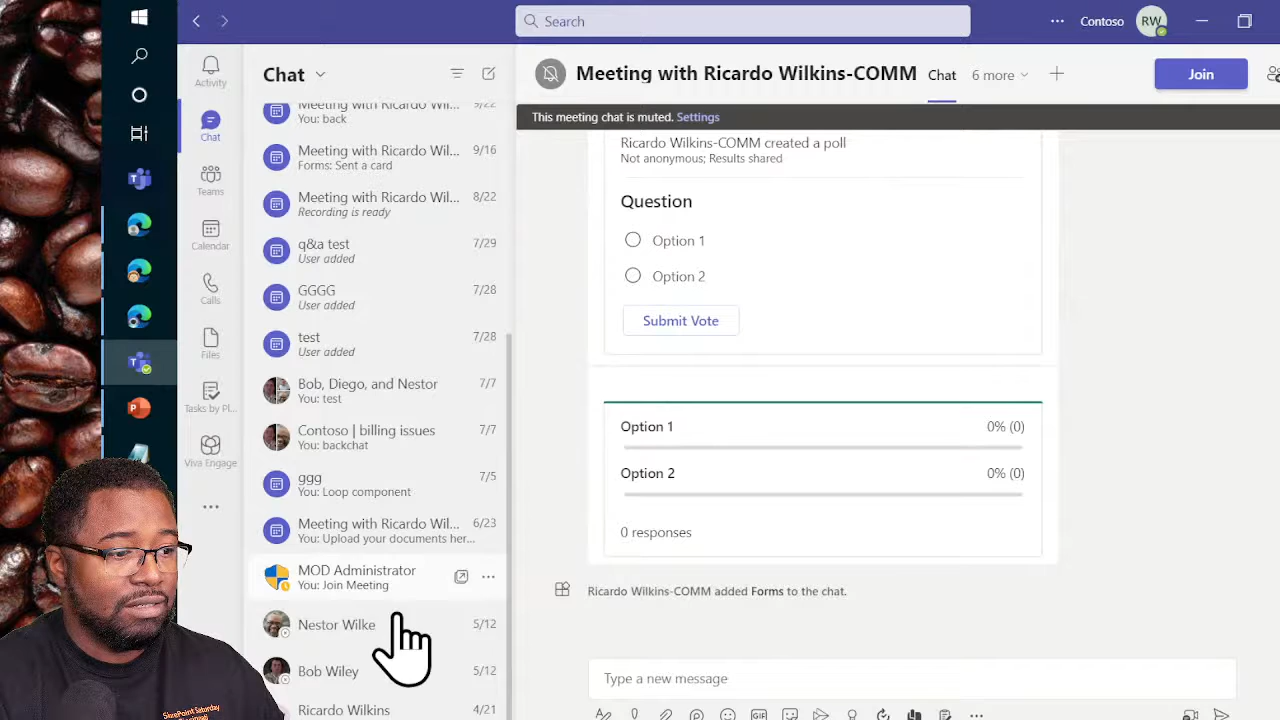 Search
Contoso
RW
Activity
Chat
Teams
Calendar
Calls
Files
Tasks by Pl...
Viva Engage
Chat
Meeting with Ricardo Wilkins-COMM
Chat
6 more
Join
This meeting chat is muted. Settings
Meeting with Ricardo Wil...
9/22
You: back
Meeting with Ricardo Wil...
9/16
Forms: Sent a card
Meeting with Ricardo Wil...
8/22
Recording is ready
q&a test
7/29
User added
GGGG
7/28
User added
test
7/28
User added
Bob, Diego, and Nestor
7/7
You: test
Contoso | billing issues
7/7
You: backchat
ggg
7/5
You: Loop component
Meeting with Ricardo Wil...
6/23
You: Upload your documents her...
MOD Administrator
You: Join Meeting
Nestor Wilke
5/12
Bob Wiley
5/12
Ricardo Wilkins
4/21
Ricardo Wilkins-COMM created a poll
Not anonymous; Results shared
Question
Option 1
Option 2
Submit Vote
Option 1
0% (0)
Option 2
0% (0)
0 responses
Ricardo Wilkins-COMM added Forms to the chat.
Type a new message
GIF
SharePoint Saturday